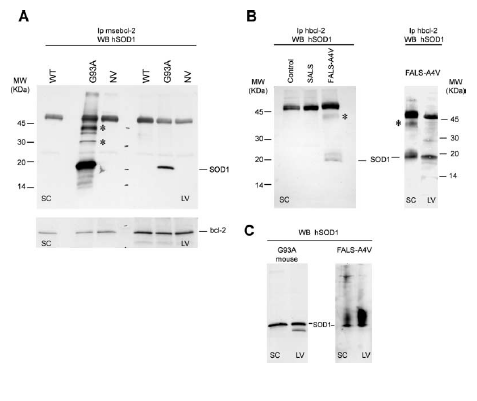 A
Ip msebcl-2
WB hSOD1
WT G93A NV WT G93A NV
MW
(KDa)
45
30
20
14
*
*
SOD1
SC LV
bcl-2
SC LV
B
Ip hbcl-2
WB hSOD1
Control SALS FALS-A4V
MW
(KDa)
45
20
14
*
SOD1
SC
Ip hbcl-2
WB hSOD1
FALS-A4V
MW
(KDa)
*
45
30
20
14
SC LV
C
WB hSOD1
G93A
mouse
FALS-A4V
SOD1
SC LV SC LV